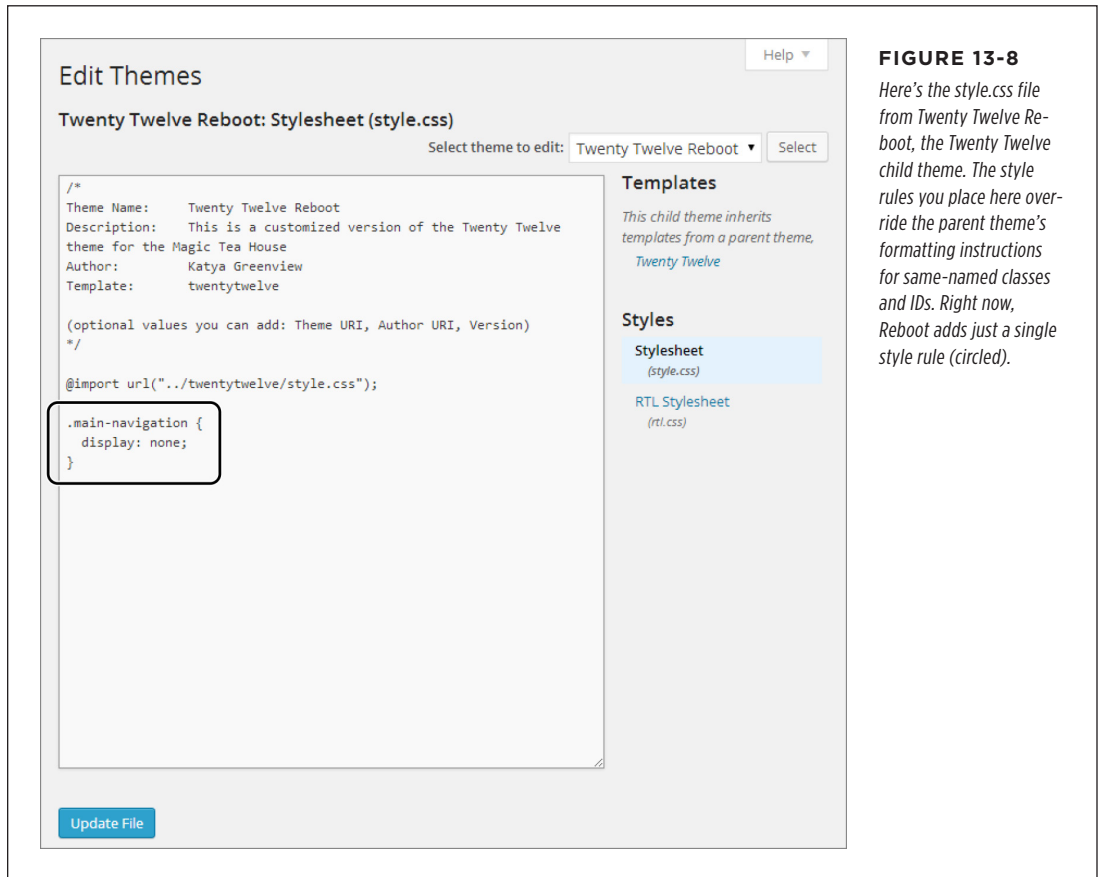 Help
Edit Themes
Twenty Twelve Reboot: Stylesheet (style.css)
Select theme to edit: Twenty Twelve Reboot Select
/*
Theme Name: Twenty Twelve Reboot
Description: This is a customized version of the Twenty Twelve
theme for the Magic Tea House
Author: Katya Greenview
Template: twentytwelve
(optional values you can add: Theme URI, Author URI, Version)
*/
@import url("../twentytwelve/style.css");
.main-navigation {
display: none;
}
Templates
This child theme inherits
templates from a parent theme,
Twenty Twelve
Styles
Stylesheet
(style.css)
RTL Stylesheet
(rtl.css)
Update File
FIGURE 13-8
Here's the style.css file
from Twenty Twelve Re-
boot, the Twenty Twelve
child theme. The style
rules you place here over-
ride the parent theme's
formatting instructions
for same-named classes
and IDs. Right now,
Reboot adds just a single
style rule (circled).